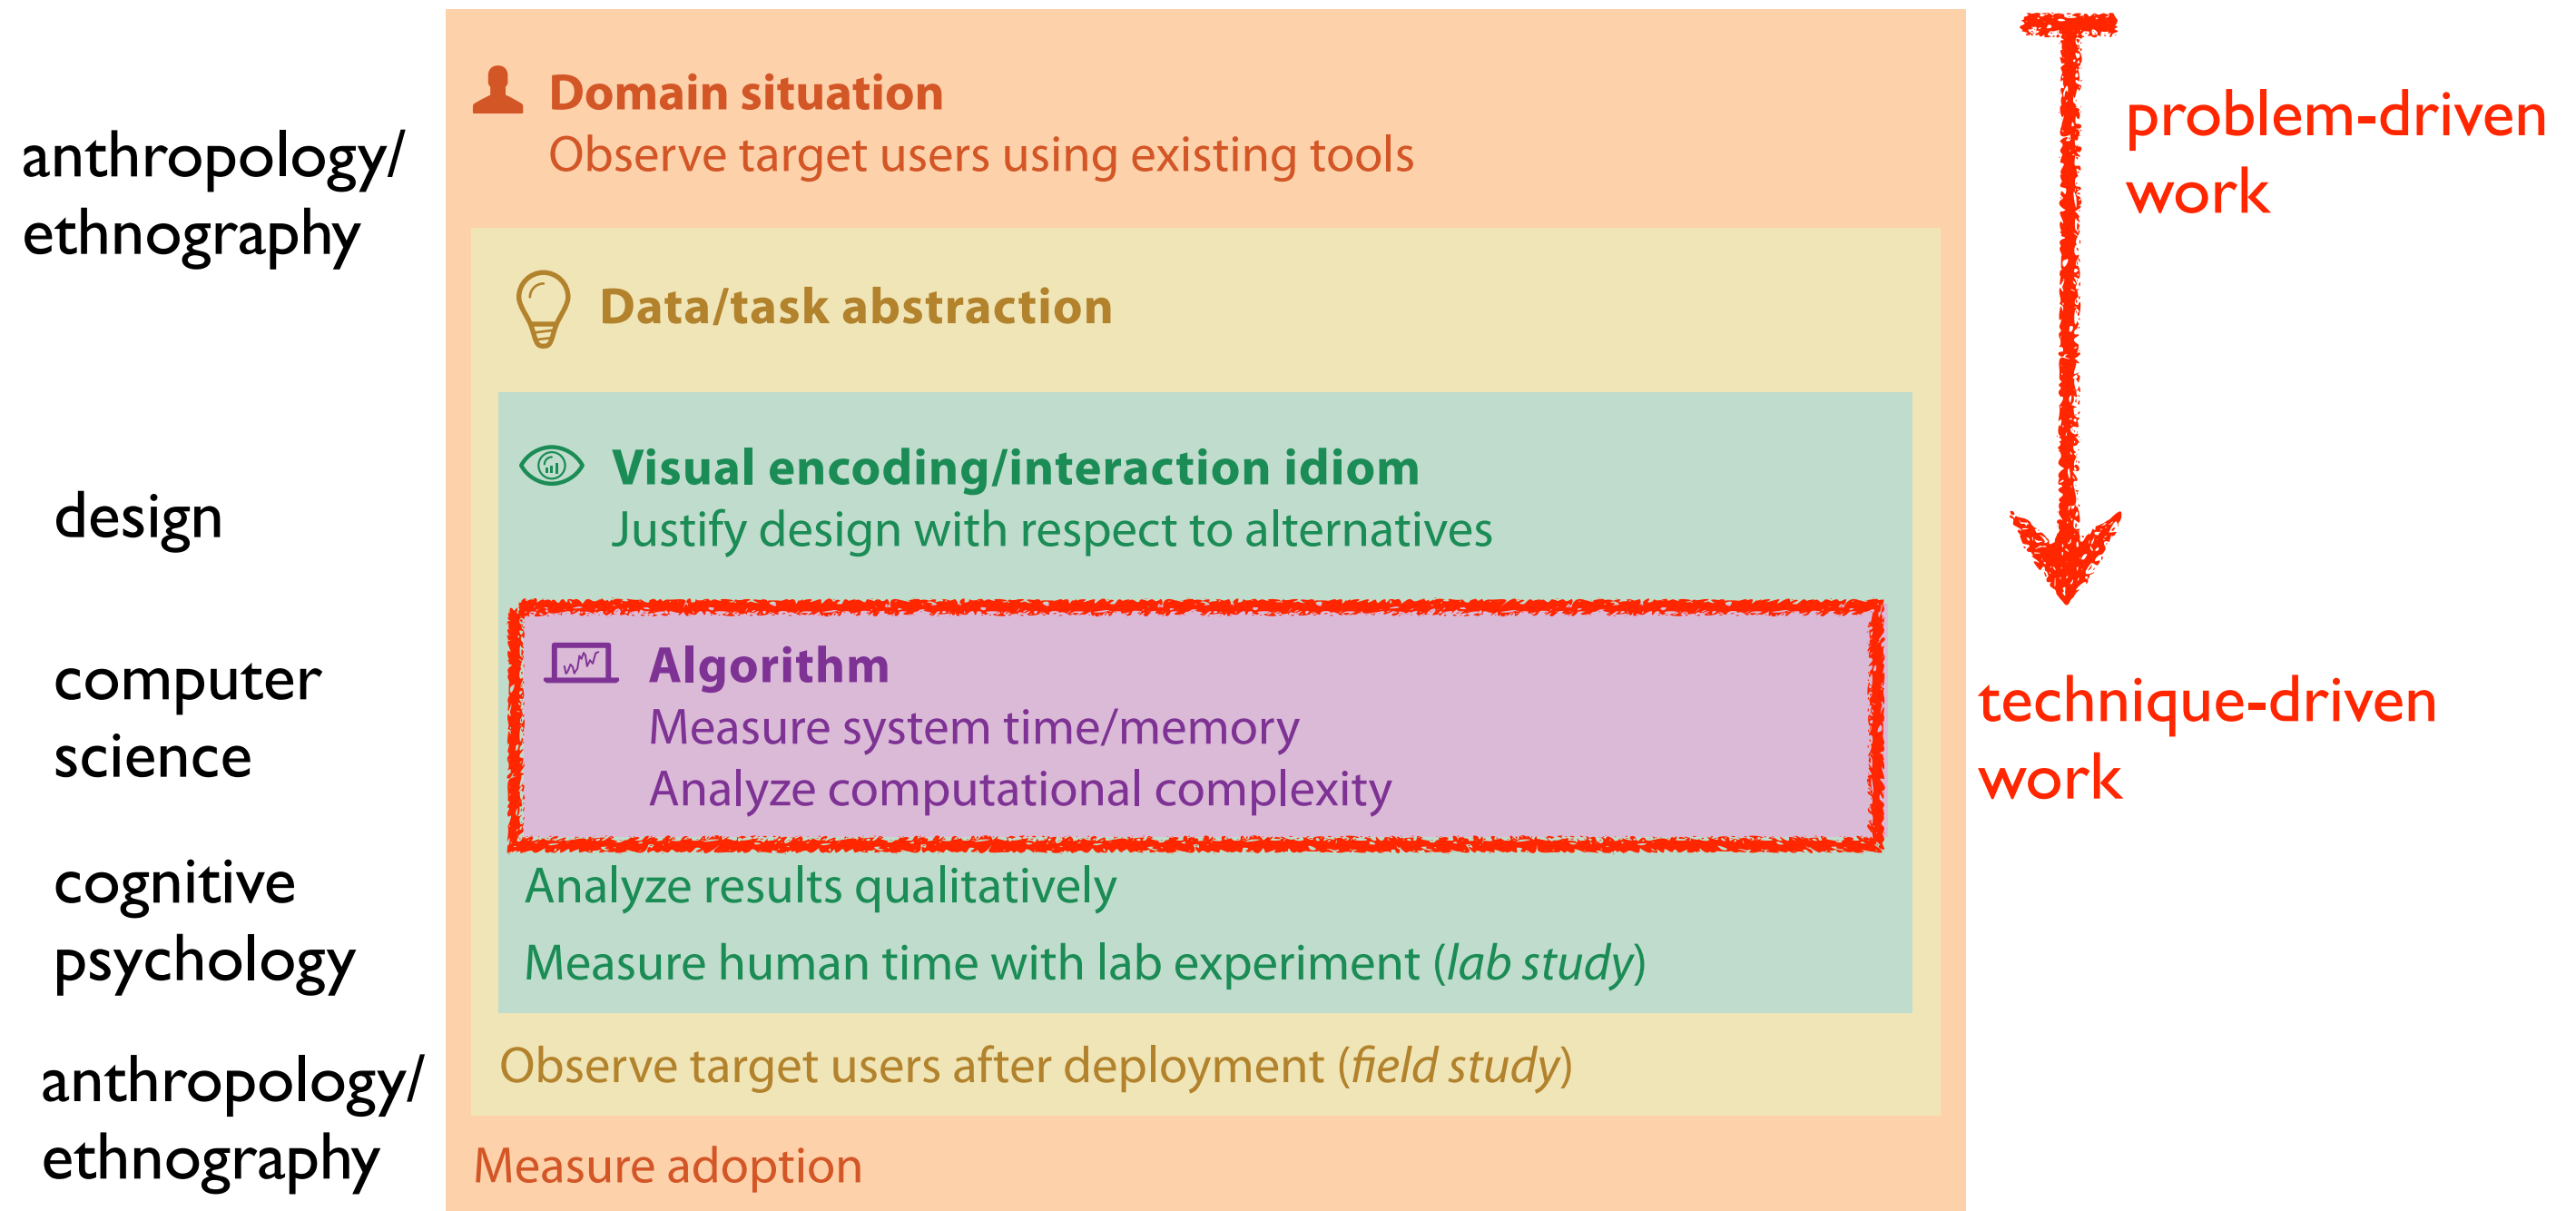 anthropology/
ethnography
design
computer
science
cognitive
psychology
anthropology/
ethnography
Domain situation
Observe target users using existing tools
Data/task abstraction
Visual encoding/interaction idiom
Justify design with respect to alternatives
Algorithm
Measure system time/memory
Analyze computational complexity
Analyze results qualitatively
Measure human time with lab experiment (lab study)
Observe target users after deployment (field study)
Measure adoption
problem-driven
work
technique-driven
work